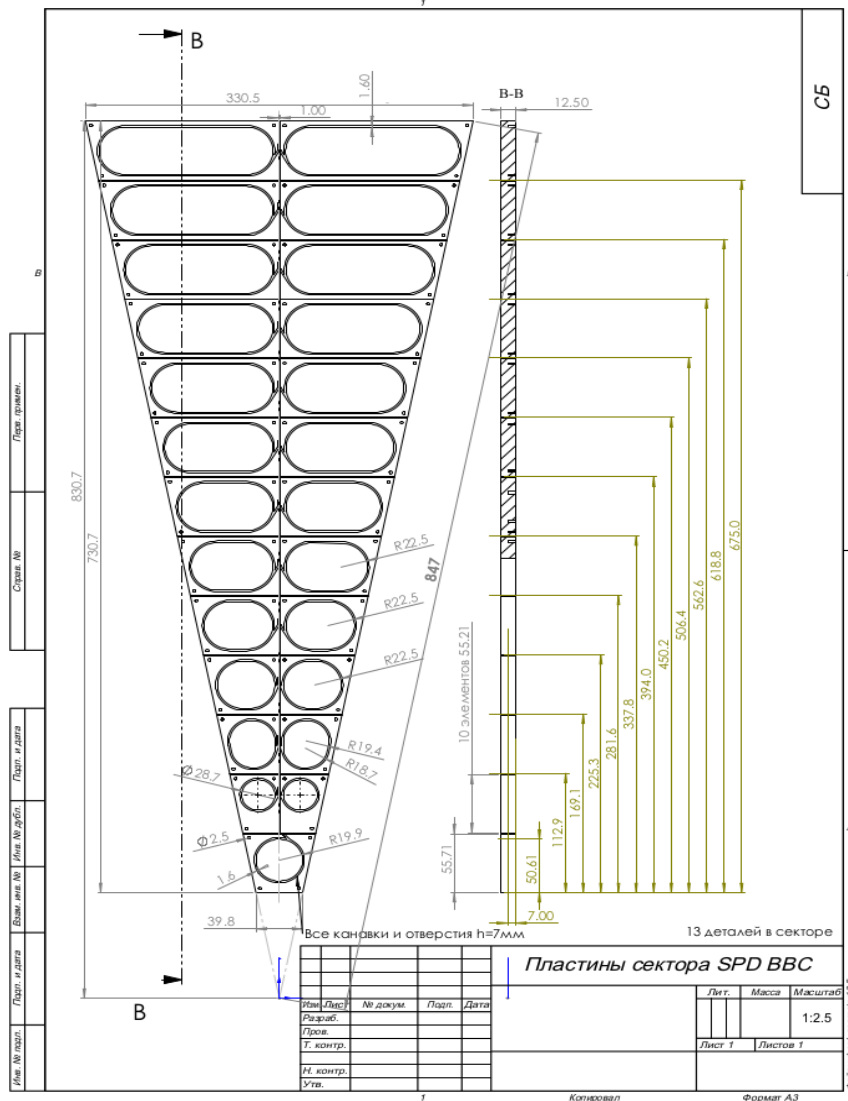 B
B-B
СБ
330.5
1.00
1.60
12.50
В
830.7
730.7
847
R22.5
R22.5
R22.5
R19.4
R18.7
Ø28.7
Ø2.5
R19.9
1.6
39.8
10 элементов 55.21
55.71
50.61
112.9
169.1
225.3
281.6
337.8
394.0
450.2
506.4
562.6
618.8
675.0
7.00
Перв. примен.
Справ. №
Подп. и дата
Инв. № дубл.
Взам. инв. №
Подп. и дата
Инв. № подл.
Все канавки и отверстия h=7мм
13 деталей в секторе
B
Пластины сектора SPD BBC
Изм. Лист № докум. Подп. Дата
Разраб.
Пров.
Т. контр.
Н. контр.
Утв.
Лит. Масса Масштаб
1:2.5
Лист 1 Листов 1
1 Копировал Формат А3